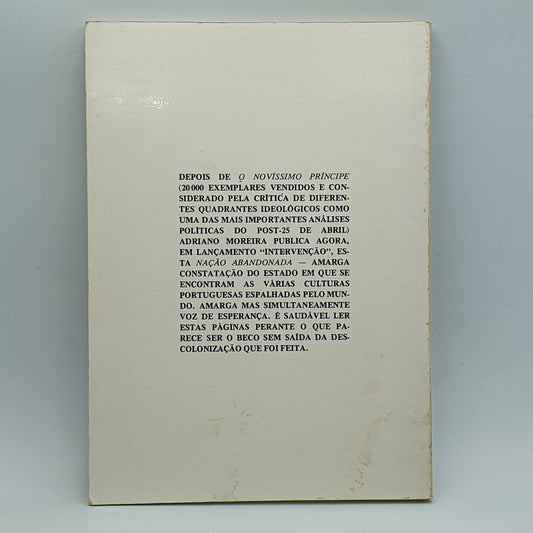 DEPOIS DE O NOVÍSSIMO PRÍNCIPE
(20 000 EXEMPLARES VENDIDOS E CON-
SIDERADO PELA CRÍTICA DE DIFEREN-
TES QUADRANTES IDEOLÓGICOS COMO
UMA DAS MAIS IMPORTANTES ANÁLISES
POLÍTICAS DO POST-25 DE ABRIL)
ADRIANO MOREIRA PUBLICA AGORA,
EM LANÇAMENTO “INTERVENÇÃO”, ES-
TA NAÇÃO ABANDONADA — AMARGA
CONSTATAÇÃO DO ESTADO EM QUE SE
ENCONTRAM AS VÁRIAS CULTURAS
PORTUGUESAS ESPALHADAS PELO MUN-
DO. AMARGA MAS SIMULTANEAMENTE
VOZ DE ESPERANÇA. É SAUDÁVEL LER
ESTAS PÁGINAS PERANTE O QUE PA-
RECE SER O BECO SEM SAÍDA DA DES-
COLONIZAÇÃO QUE FOI FEITA.